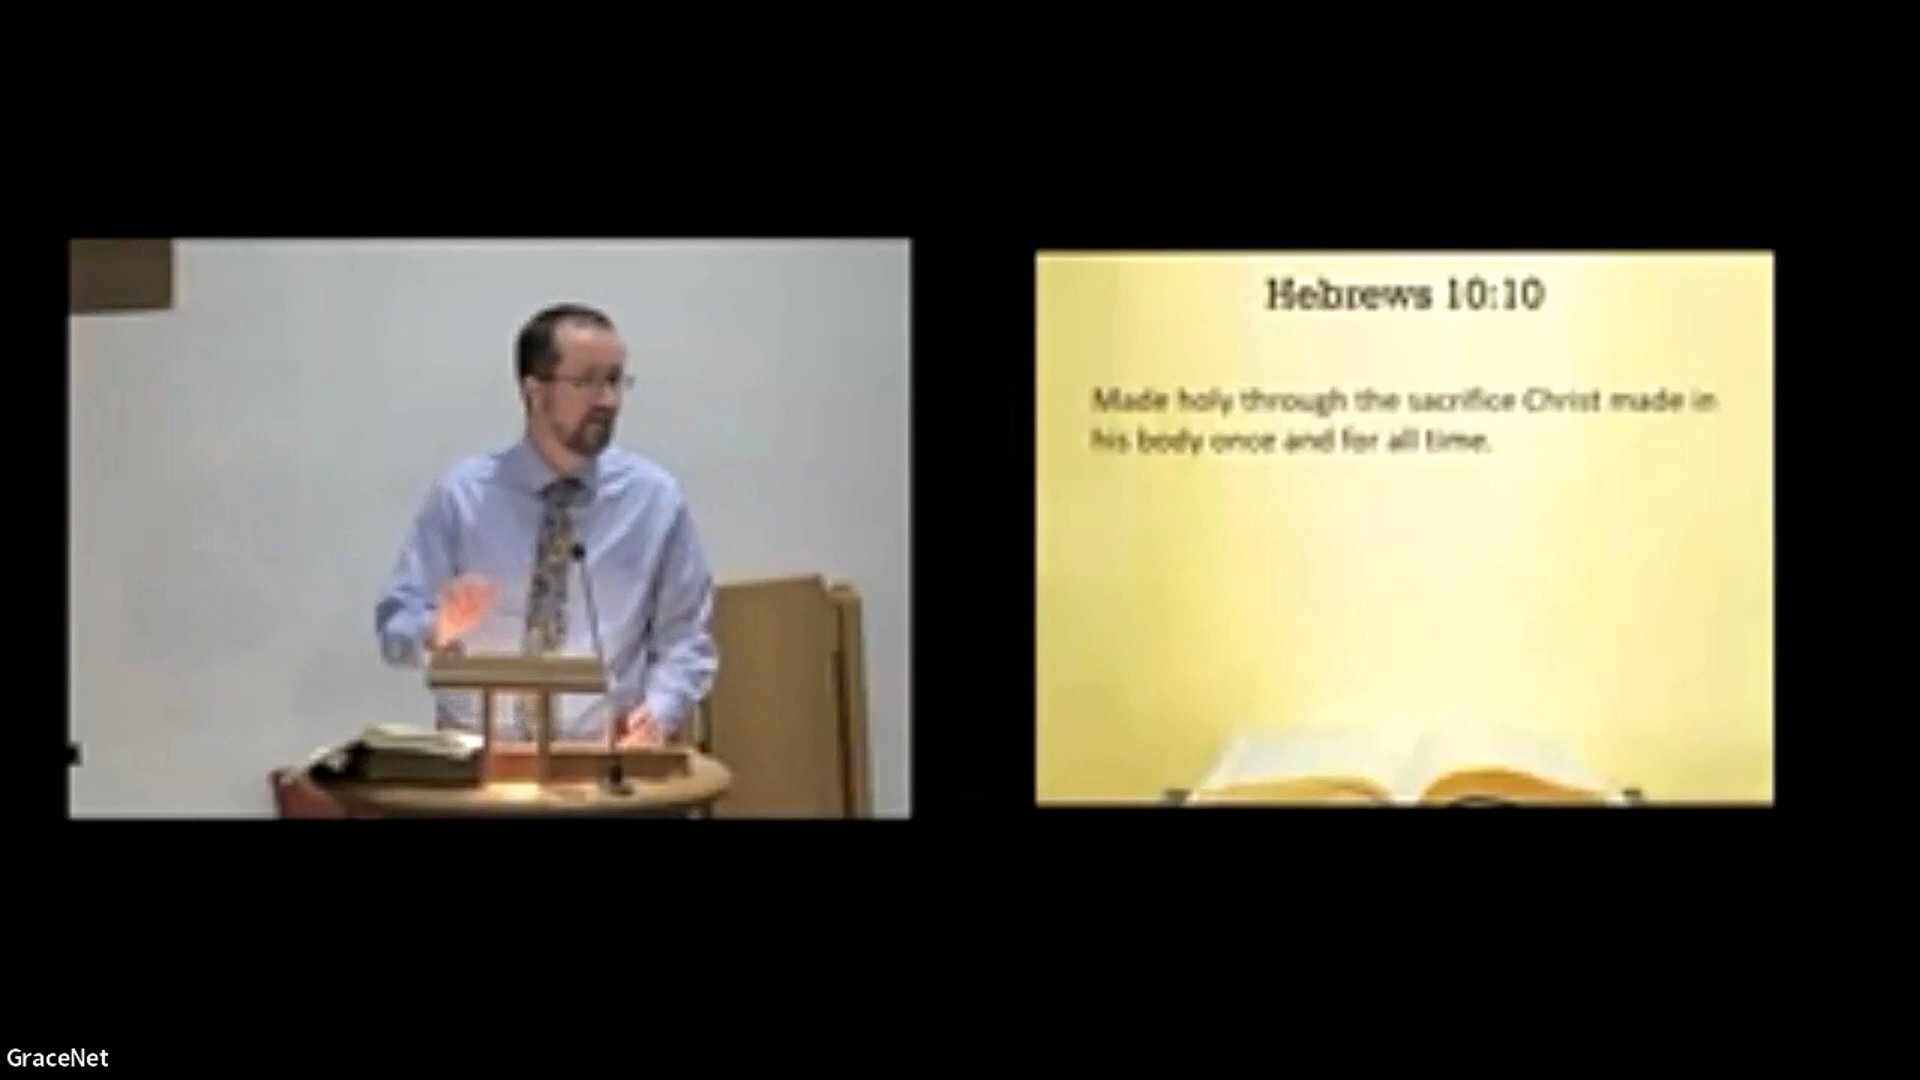 Hebrews 10:10
Made holy through the sacrifice Christ made in
his body once and for all time.
GraceNet